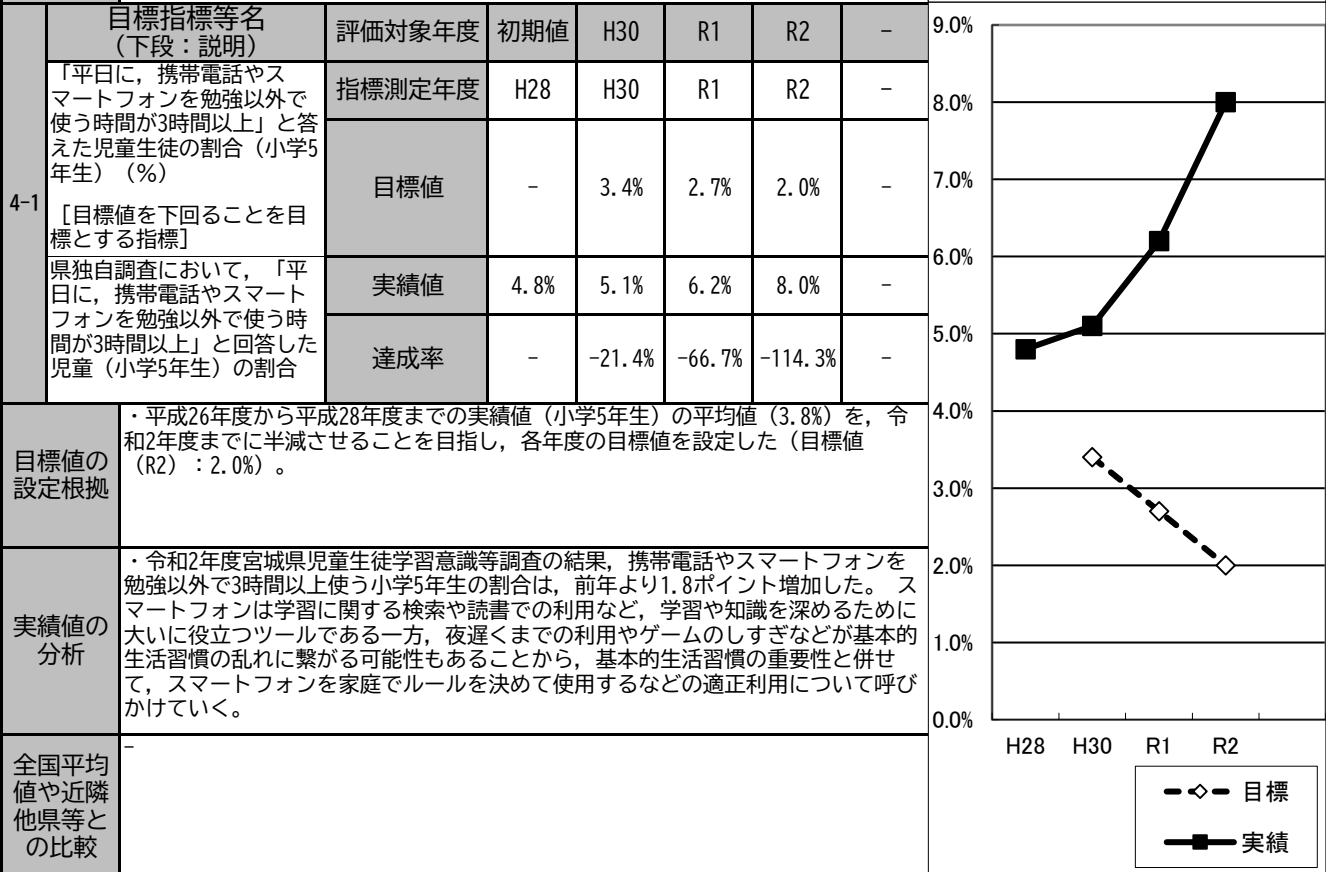 目標指標等名
（下段：説明）
評価対象年度 初期値 H30 R1 R2 －
4-1
「平日に，携帯電話やス
マートフォンを勉強以外で
使う時間が3時間以上」と答
えた児童生徒の割合（小学5
年生）（%）
［目標値を下回ることを目
標とする指標］
指標測定年度 H28 H30 R1 R2 －
目標値 － 3.4% 2.7% 2.0% －
県独自調査において，「平
日に，携帯電話やスマート
フォンを勉強以外で使う時
間が3時間以上」と回答した
児童（小学5年生）の割合
実績値 4.8% 5.1% 6.2% 8.0% －
達成率 － -21.4% -66.7% -114.3% －
目標値の
設定根拠
・平成26年度から平成28年度までの実績値（小学5年生）の平均値（3.8%）を，令
和2年度までに半減させることを目指し，各年度の目標値を設定した（目標値
（R2）：2.0%）。
実績値の
分析
・令和2年度宮城県児童生徒学習意識等調査の結果，携帯電話やスマートフォンを
勉強以外で3時間以上使う小学5年生の割合は，前年より1.8ポイント増加した。 ス
マートフォンは学習に関する検索や読書での利用など，学習や知識を深めるために
大いに役立つツールである一方，夜遅くまでの利用やゲームのしすぎなどが基本的
生活習慣の乱れに繋がる可能性もあることから，基本的生活習慣の重要性と併せ
て，スマートフォンを家庭でルールを決めて使用するなどの適正利用について呼び
かけていく。
全国平均
値や近隣
他県等と
の比較
－
9.0%
8.0%
7.0%
6.0%
5.0%
4.0%
3.0%
2.0%
1.0%
0.0%
H28 H30 R1 R2
目標
実績